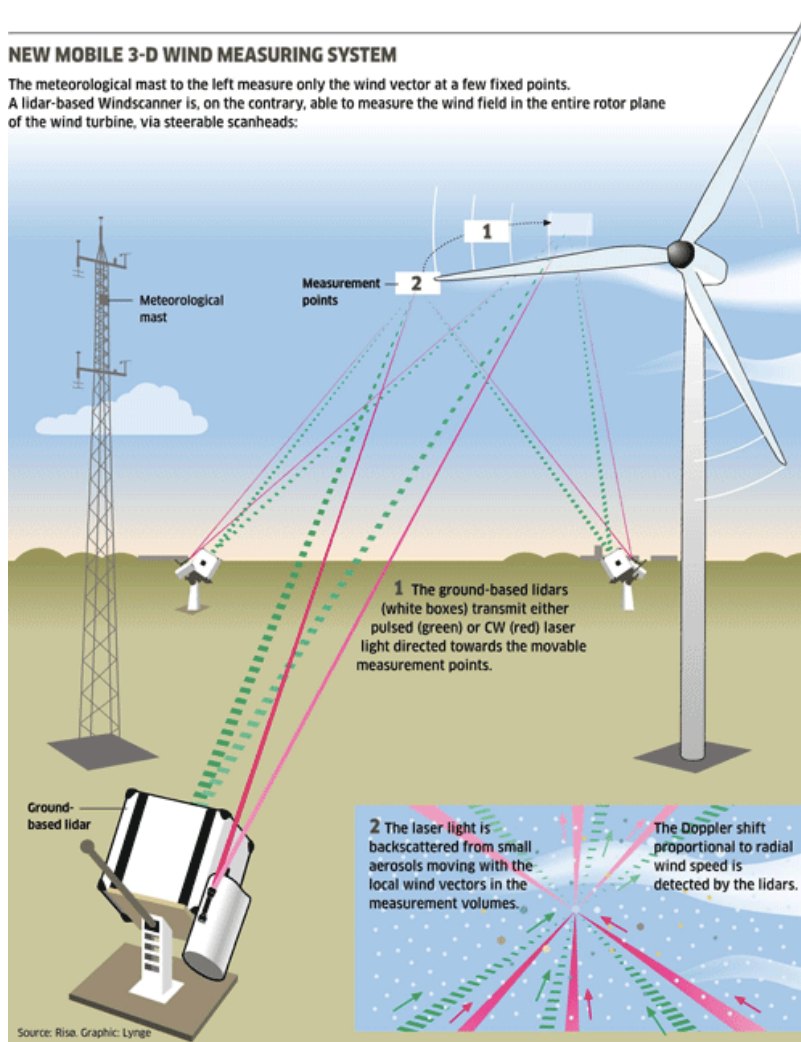 NEW MOBILE 3-D WIND MEASURING SYSTEM
The meteorological mast to the left measure only the wind vector at a few fixed points.
A lidar-based Windscanner is, on the contrary, able to measure the wind field in the entire rotor plane
of the wind turbine, via steerable scanheads:
1
2
Measurement
points
Meteorological
mast
1 The ground-based lidars
(white boxes) transmit either
pulsed (green) or CW (red) laser
light directed towards the movable
measurement points.
Ground-
based lidar
2 The laser light is
backscattered from small
aerosols moving with the
local wind vectors in the
measurement volumes.
The Doppler shift
proportional to radial
wind speed is
detected by the lidars.
Source: Risø. Graphic: Lynge